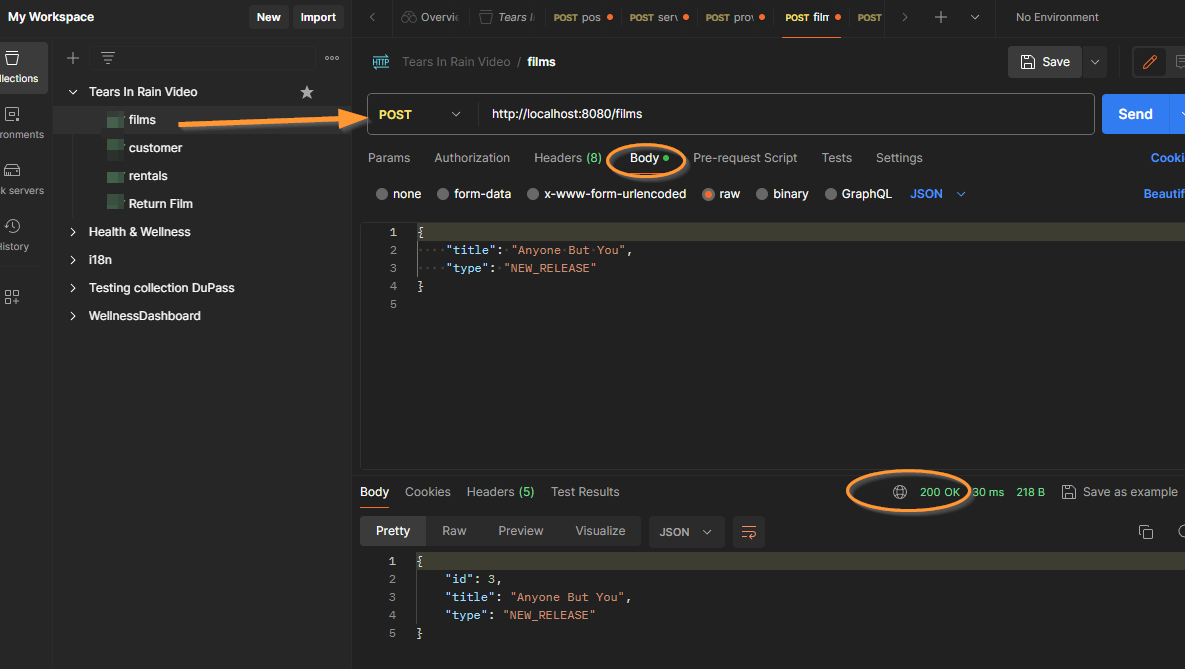 My Workspace
New
Import
Overvi
Tears I
POST pos
POST serv
POST prov
POST film
POST
No Environment
llections
ronments
k servers
History
Tears In Rain Video
films
customer
rentals
Return Film
Health & Wellness
i18n
Testing collection DuPass
WellnessDashboard
HTTP
Tears In Rain Video / films
Save
POST
http://localhost:8080/films
Send
Params
Authorization
Headers (8)
Body
Pre-request Script
Tests
Settings
Cooki
none
form-data
x-www-form-urlencoded
raw
binary
GraphQL
JSON
Beautif
1 {
2 "title": "Anyone But You",
3 "type": "NEW_RELEASE"
4 }
5
Body
Cookies
Headers (5)
Test Results
200 OK
30 ms
218 B
Save as example
Pretty
Raw
Preview
Visualize
JSON
1 {
2 "id": 3,
3 "title": "Anyone But You",
4 "type": "NEW_RELEASE"
5 }